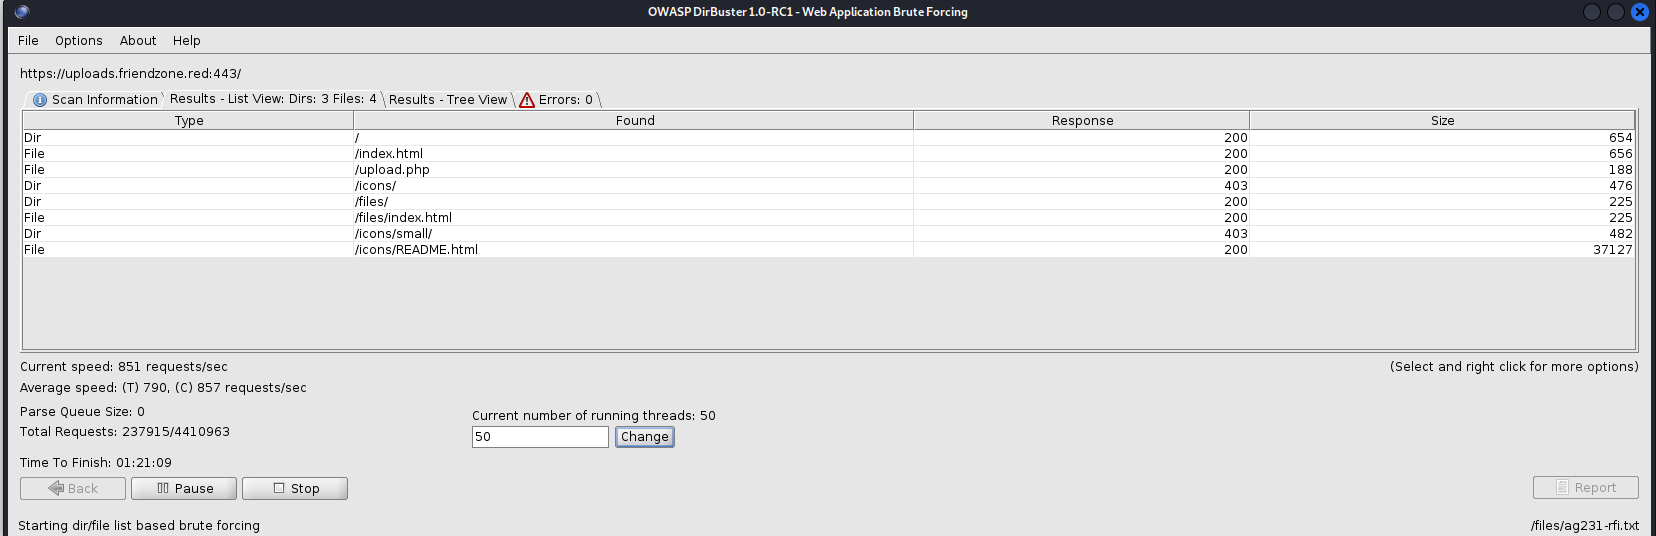 OWASP DirBuster 1.0-RC1 - Web Application Brute Forcing
File Options About Help
https://uploads.friendzone.red:443/
Scan Information Results - List View: Dirs: 3 Files: 4 Results - Tree View Errors: 0
Type Found Response Size
Dir / 200 654
File /index.html 200 656
File /upload.php 200 188
Dir /icons/ 403 476
Dir /files/ 200 225
File /files/index.html 200 225
Dir /icons/small/ 403 482
File /icons/README.html 200 37127
Current speed: 851 requests/sec (Select and right click for more options)
Average speed: (T) 790, (C) 857 requests/sec
Parse Queue Size: 0 Current number of running threads: 50
Total Requests: 237915/4410963 50 Change
Time To Finish: 01:21:09
Back Pause Stop Report
Starting dir/file list based brute forcing /files/ag231-rfi.txt